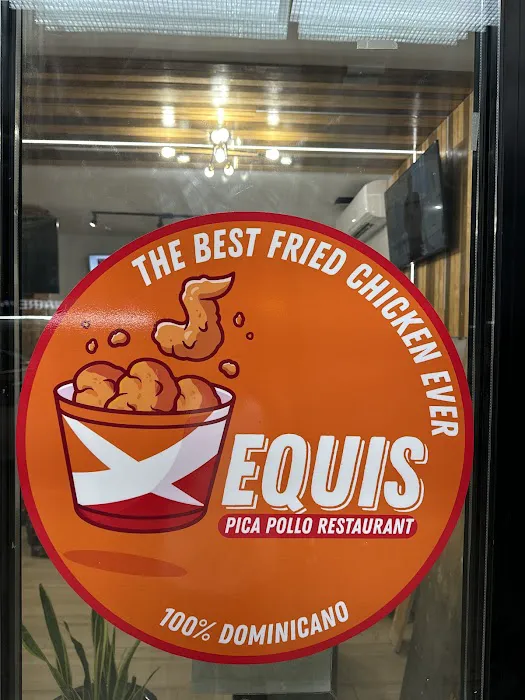 THE BEST FRIED CHICKEN EVER
EQUIS
PICA POLLO RESTAURANT
100% DOMINICANO